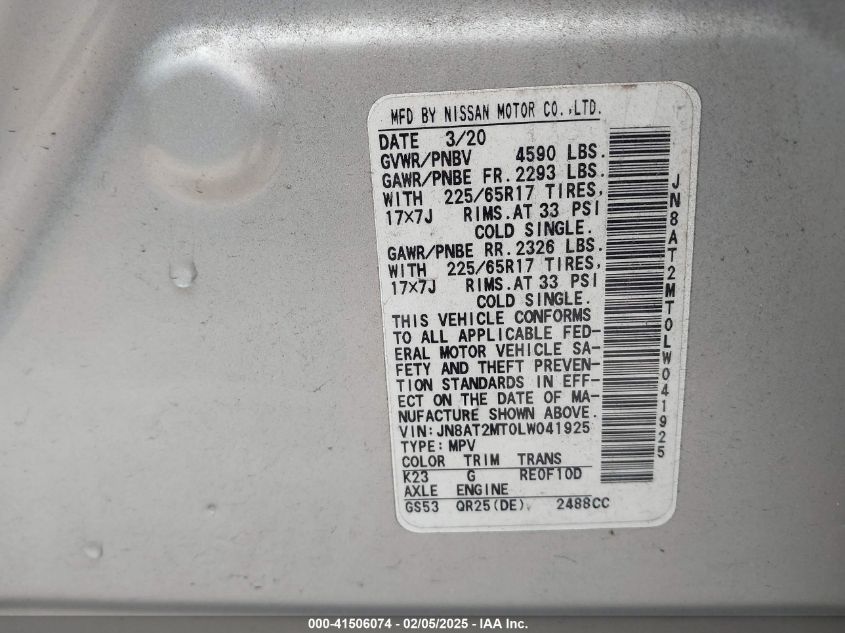 MFD BY NISSAN MOTOR CO.,LTD.
DATE 3/20
GVWR/PNBV 4590 LBS.
GAWR/PNBE FR. 2293 LBS.
WITH 225/65R17 TIRES,
17×7J RIMS. AT 33 PSI
COLD SINGLE.
GAWR/PNBE RR. 2326 LBS.
WITH 225/65R17 TIRES,
17×7J RIMS. AT 33 PSI
COLD SINGLE.
THIS VEHICLE CONFORMS
TO ALL APPLICABLE FED-
ERAL MOTOR VEHICLE SA-
FETY AND THEFT PREVEN-
TION STANDARDS IN EFF-
ECT ON THE DATE OF MA-
NUFACTURE SHOWN ABOVE.
VIN: JN8AT2MT0LW041925
TYPE: MPV
COLOR TRIM TRANS
K23 G RE0F10D
AXLE ENGINE
GS53 QR25(DE) 2488CC
JN8AT2MT0LW041925
000-41506074 - 02/05/2025 - IAA Inc.